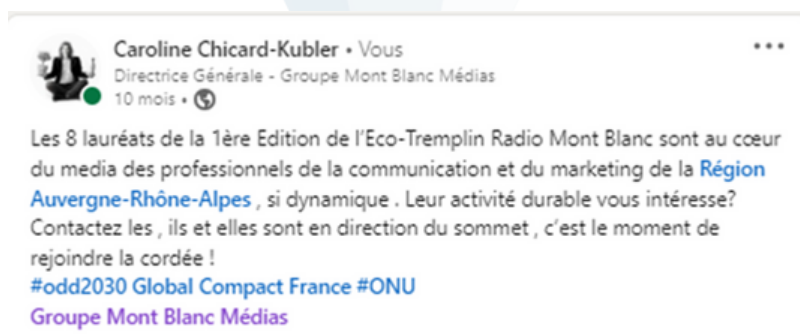 Caroline Chicard-Kubler • Vous
Directrice Générale - Groupe Mont Blanc Médias
10 mois •
Les 8 lauréats de la 1ère Edition de l'Eco-Tremplin Radio Mont Blanc sont au cœur
du media des professionnels de la communication et du marketing de la Région
Auvergne-Rhône-Alpes , si dynamique . Leur activité durable vous intéresse?
Contactez les , ils et elles sont en direction du sommet , c'est le moment de
rejoindre la cordée !
#odd2030 Global Compact France #ONU
Groupe Mont Blanc Médias